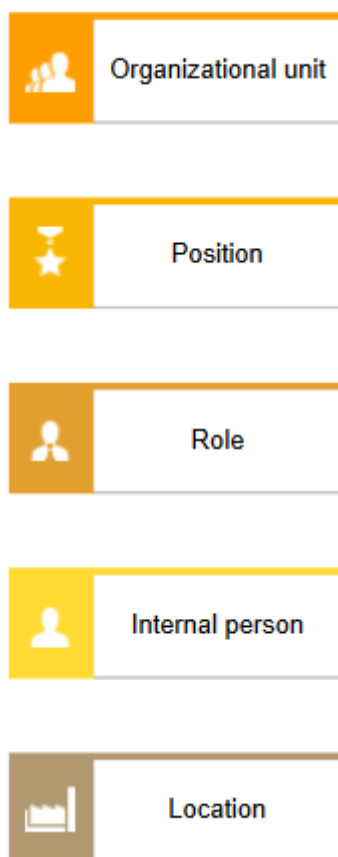 Organizational unit
Position
Role
Internal person
Location